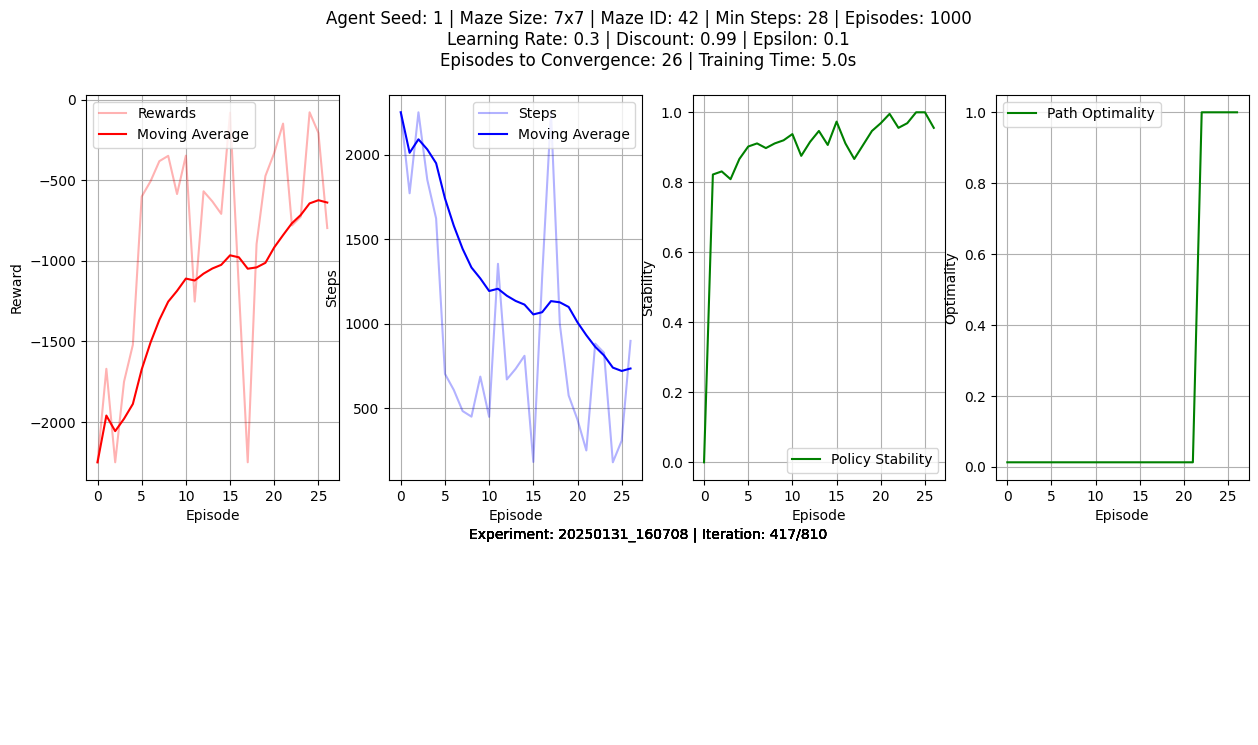 Agent Seed: 1 | Maze Size: 7x7 | Maze ID: 42 | Min Steps: 28 | Episodes: 1000
Learning Rate: 0.3 | Discount: 0.99 | Epsilon: 0.1
Episodes to Convergence: 26 | Training Time: 5.0s
Reward
0
−500
−1000
−1500
−2000
Rewards
Moving Average
0 5 10 15 20 25
Episode
Steps
2000
1500
1000
500
Steps
Moving Average
0 5 10 15 20 25
Episode
Stability
1.0
0.8
0.6
0.4
0.2
0.0
Policy Stability
0 5 10 15 20 25
Episode
Optimality
1.0
0.8
0.6
0.4
0.2
0.0
Path Optimality
0 5 10 15 20 25
Episode
Experiment: 20250131_160708 | Iteration: 417/810